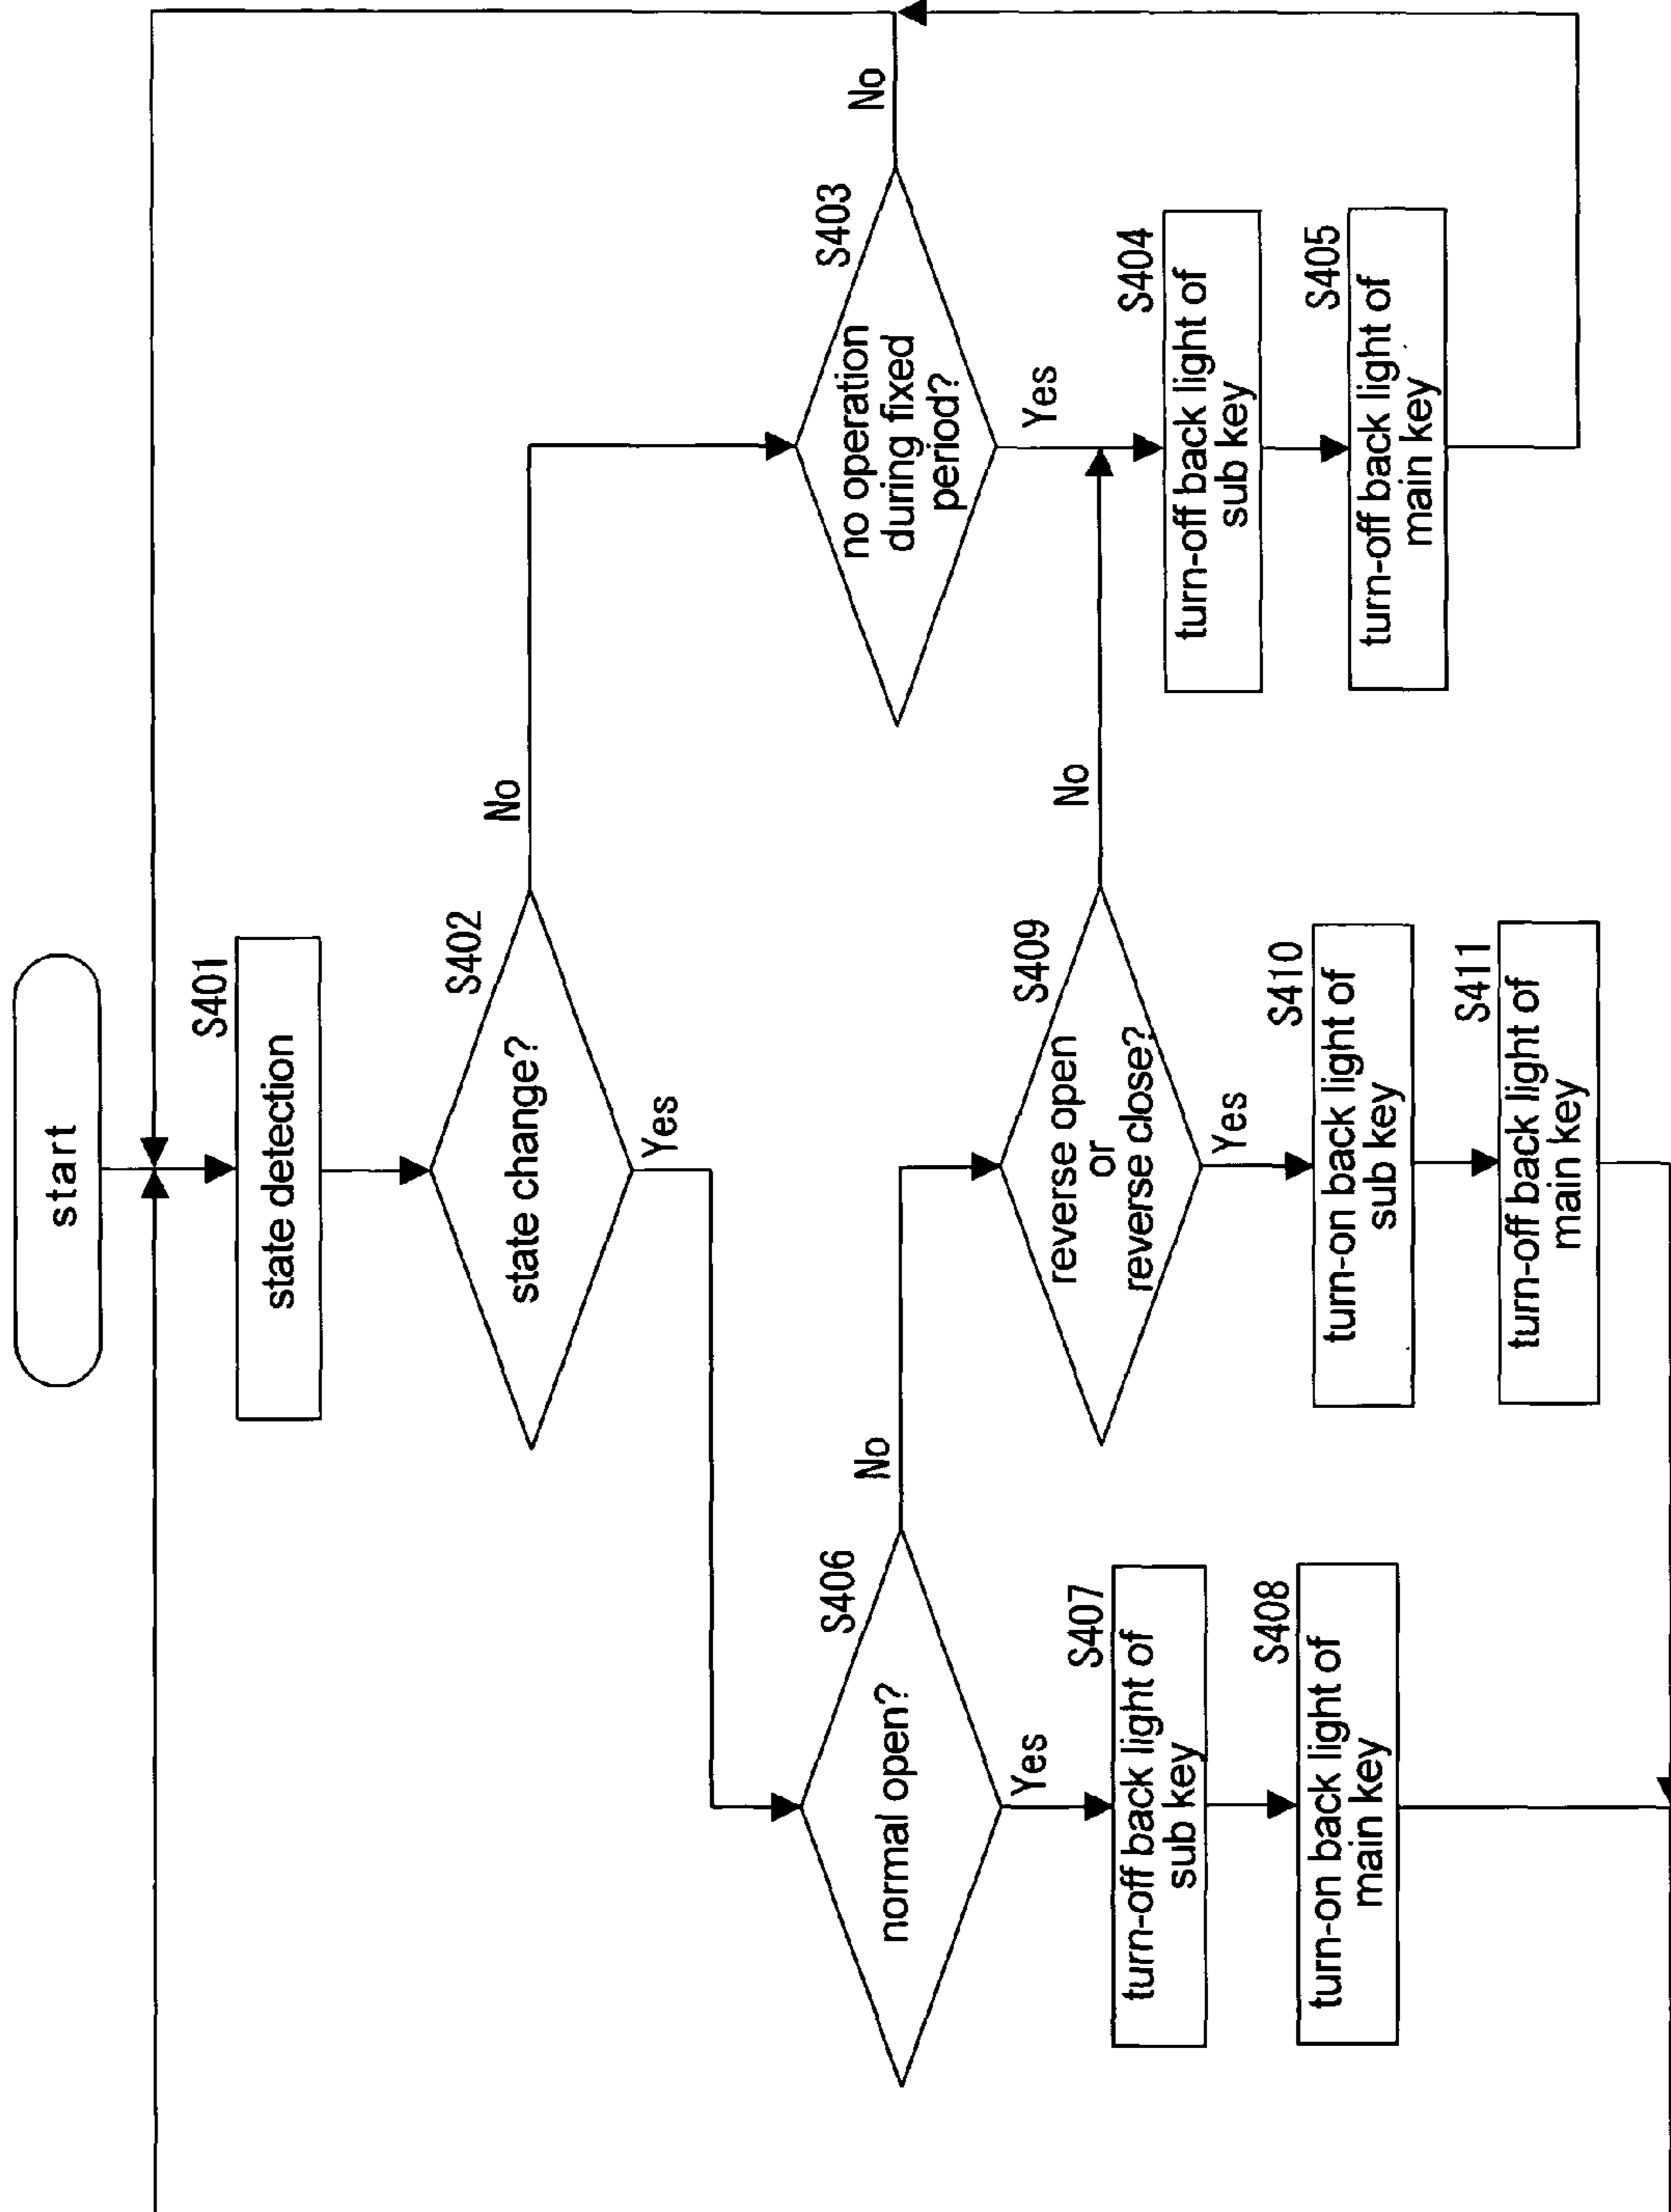 start
S401
state detection
S402
state change?
No
Yes
S403
no operation
during fixed
period?
No
Yes
S404
turn-off back light of
sub key
S405
turn-off back light of
main key
S406
normal open?
No
Yes
S407
turn-off back light of
sub key
S408
turn-on back light of
main key
S409
reverse open
or
reverse close?
No
Yes
S410
turn-on back light of
sub key
S411
turn-off back light of
main key